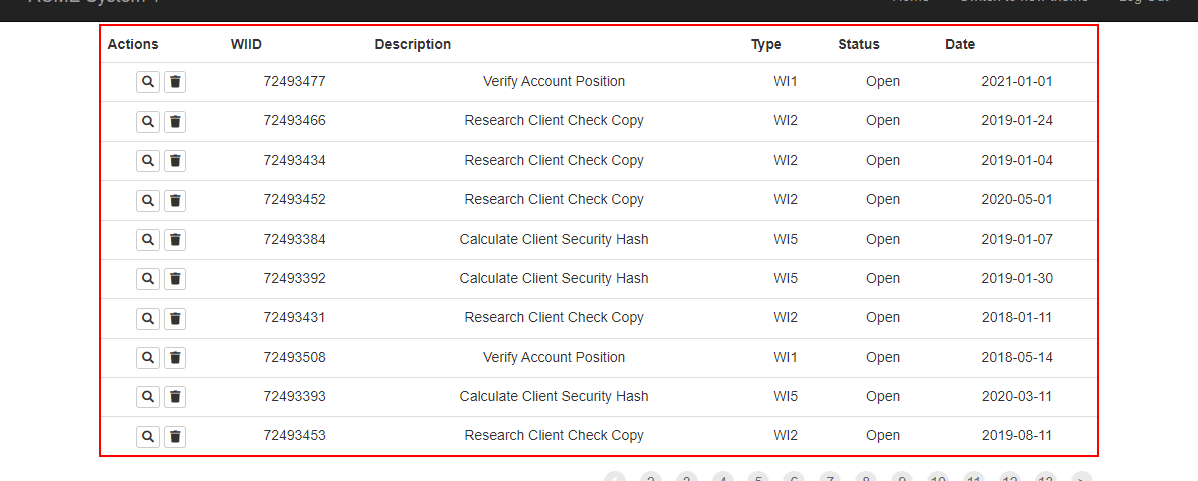 Actions WIID Description Type Status Date
72493477 Verify Account Position WI1 Open 2021-01-01
72493466 Research Client Check Copy WI2 Open 2019-01-24
72493434 Research Client Check Copy WI2 Open 2019-01-04
72493452 Research Client Check Copy WI2 Open 2020-05-01
72493384 Calculate Client Security Hash WI5 Open 2019-01-07
72493392 Calculate Client Security Hash WI5 Open 2019-01-30
72493431 Research Client Check Copy WI2 Open 2018-01-11
72493508 Verify Account Position WI1 Open 2018-05-14
72493393 Calculate Client Security Hash WI5 Open 2020-03-11
72493453 Research Client Check Copy WI2 Open 2019-08-11